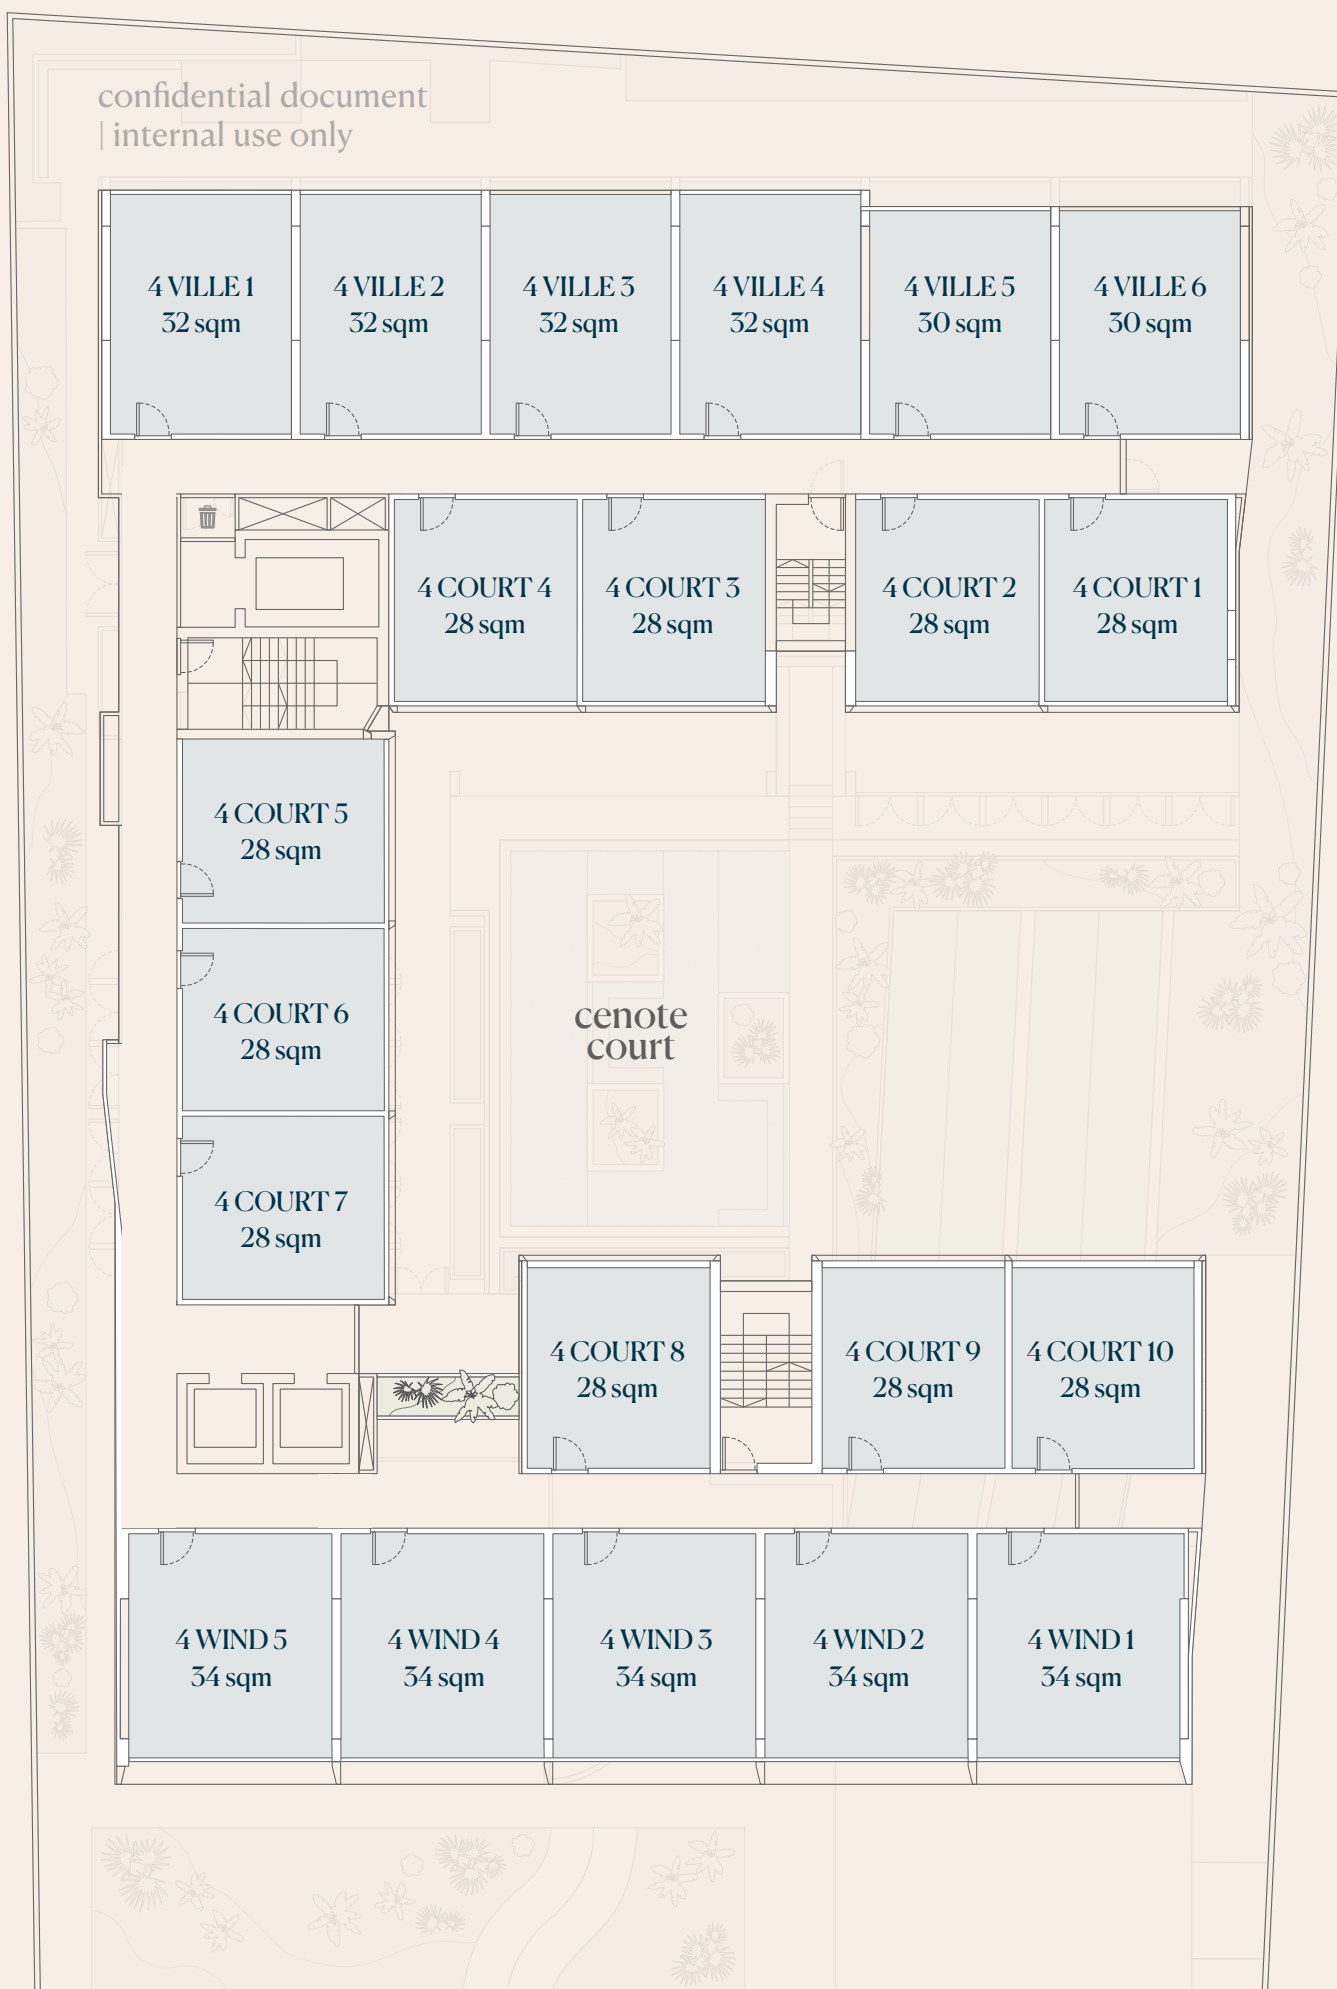 confidential document
| internal use only
4 VILLE 1
32 sqm
4 VILLE 2
32 sqm
4 VILLE 3
32 sqm
4 VILLE 4
32 sqm
4 VILLE 5
30 sqm
4 VILLE 6
30 sqm
4 COURT 4
28 sqm
4 COURT 3
28 sqm
4 COURT 2
28 sqm
4 COURT 1
28 sqm
4 COURT 5
28 sqm
4 COURT 6
28 sqm
cenote
court
4 COURT 7
28 sqm
4 COURT 8
28 sqm
4 COURT 9
28 sqm
4 COURT 10
28 sqm
4 WIND 5
34 sqm
4 WIND 4
34 sqm
4 WIND 3
34 sqm
4 WIND 2
34 sqm
4 WIND 1
34 sqm